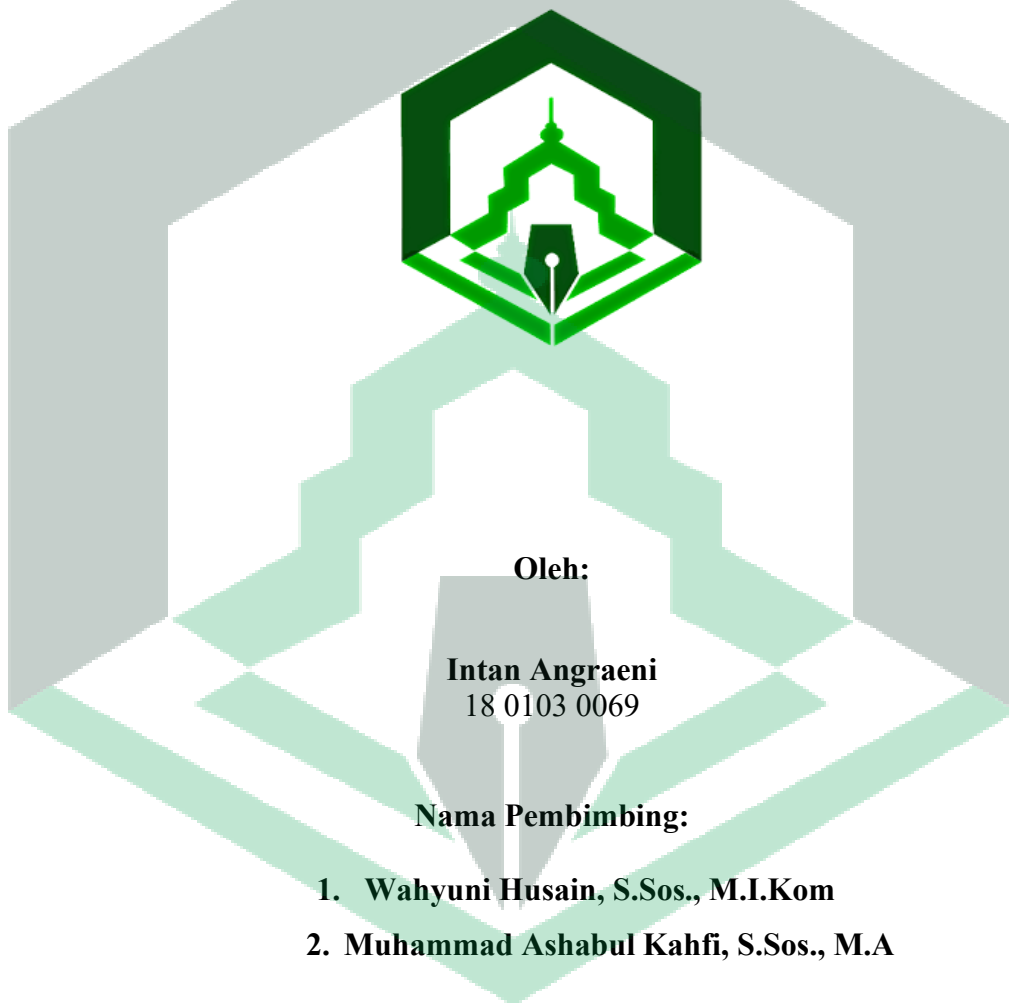 Oleh:
Intan Angraeni
18 0103 0069
Nama Pembimbing:
1. Wahyuni Husain, S.Sos., M.I.Kom
2. Muhammad Ashabul Kahfi, S.Sos., M.A